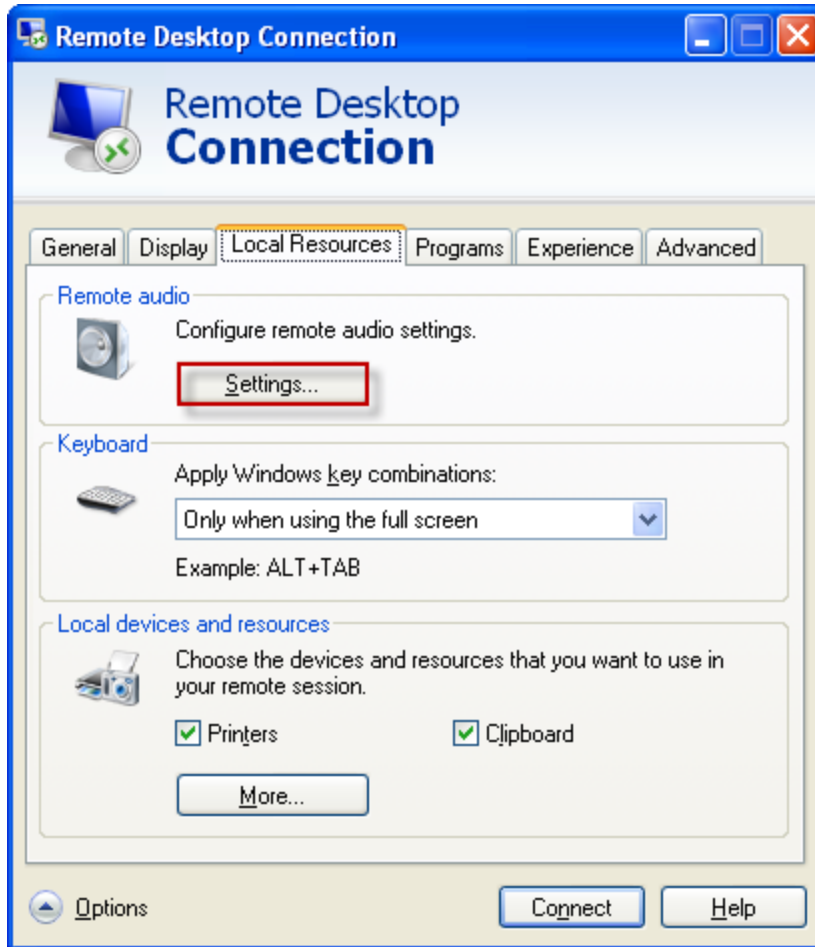 Remote Desktop Connection
Remote Desktop
Connection
General Display Local Resources Programs Experience Advanced
Remote audio
Configure remote audio settings.
Settings...
Keyboard
Apply Windows key combinations:
Only when using the full screen
Example: ALT+TAB
Local devices and resources
Choose the devices and resources that you want to use in
your remote session.
Printers Clipboard
More...
Options Connect Help